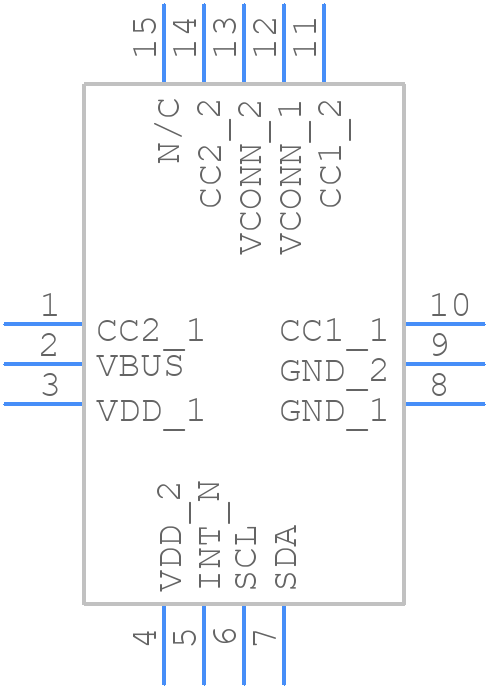 15
14
13
12
11
N/C
CC2_2
VCONN_2
VCONN_1
CC1_2
1
CC2_1
CC1_1
10
2
VBUS
GND_2
9
3
VDD_1
GND_1
8
VDD_2
INT_N
SCL
SDA
4
5
6
7